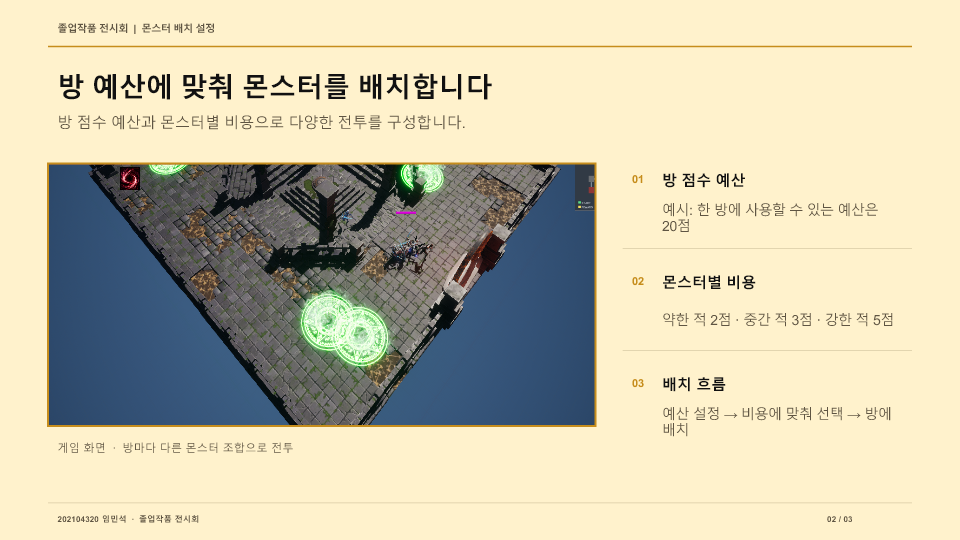 졸업작품 전시회 | 몬스터 배치 설정
방 예산에 맞춰 몬스터를 배치합니다
방 점수 예산과 몬스터별 비용으로 다양한 전투를 구성합니다.
01 방 점수 예산
예시: 한 방에 사용할 수 있는 예산은
20점
02 몬스터별 비용
약한 적 2점 · 중간 적 3점 · 강한 적 5점
03 배치 흐름
예산 설정 → 비용에 맞춰 선택 → 방에
배치
게임 화면 · 방마다 다른 몬스터 조합으로 전투
202104320 임민석 · 졸업작품 전시회
02 / 03